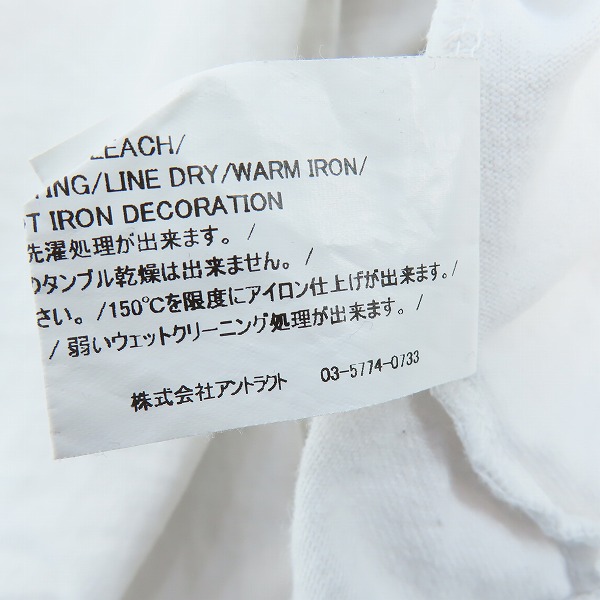 LEACH/
TING/LINE DRY/WARM IRON/
T IRON DECORATION
洗濯処理が出来ます。/
のタンブル乾燥は出来ません。/
さい。/150℃を限度にアイロン仕上げが出来ます。/
/弱いウェットクリーニング処理が出来ます。/
株式会社アントラクト 03-5774-0733